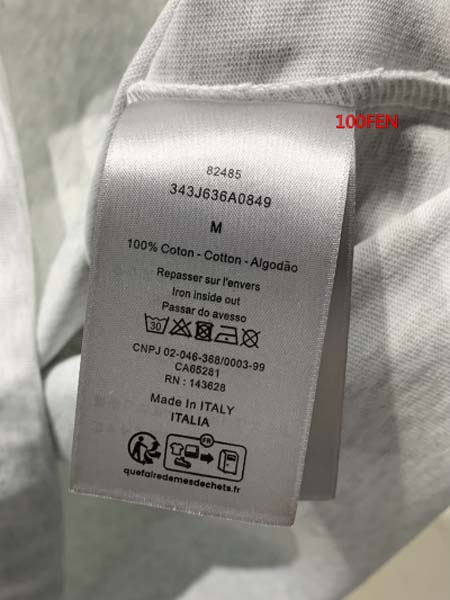 100FEN
82485
343J636A0849
M
100% Coton - Cotton - Algodão
Repasser sur l'envers
Iron inside out
Passar do avesso
30
CNPJ 02-046-368/0003-99
CA65281
RN : 143628
Made In ITALY
ITALIA
FR
quefairedemesdechets.fr